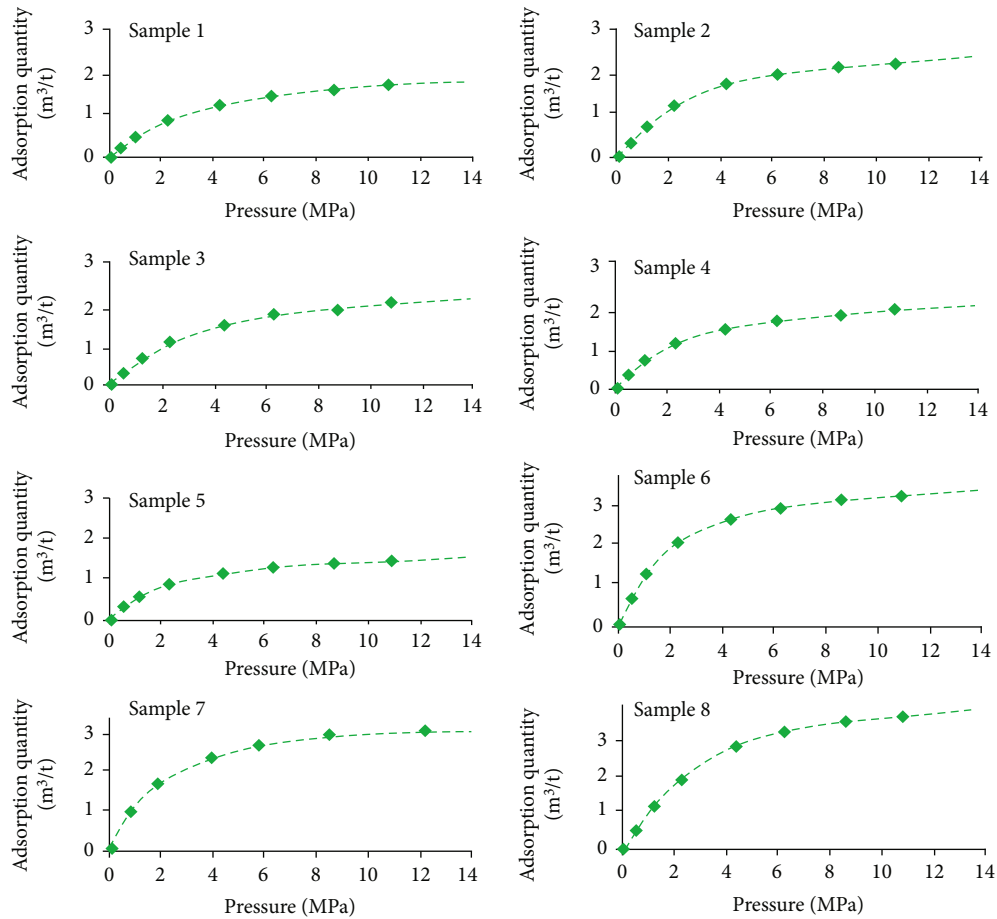 Sample 1
Adsorption quantity
(m³/t)
3
2
1
0
0 2 4 6 8 10 12 14
Pressure (MPa)
Sample 2
Adsorption quantity
(m³/t)
3
2
1
0
0 2 4 6 8 10 12 14
Pressure (MPa)
Sample 3
Adsorption quantity
(m³/t)
3
2
1
0
0 2 4 6 8 10 12 14
Pressure (MPa)
Sample 4
Adsorption quantity
(m³/t)
3
2
1
0
0 2 4 6 8 10 12 14
Pressure (MPa)
Sample 5
Adsorption quantity
(m³/t)
3
2
1
0
0 2 4 6 8 10 12 14
Pressure (MPa)
Sample 6
Adsorption quantity
(m³/t)
3
2
1
0
0 2 4 6 8 10 12 14
Pressure (MPa)
Sample 7
Adsorption quantity
(m³/t)
3
2
1
0
0 2 4 6 8 10 12 14
Pressure (MPa)
Sample 8
Adsorption quantity
(m³/t)
3
2
1
0
0 2 4 6 8 10 12 14
Pressure (MPa)